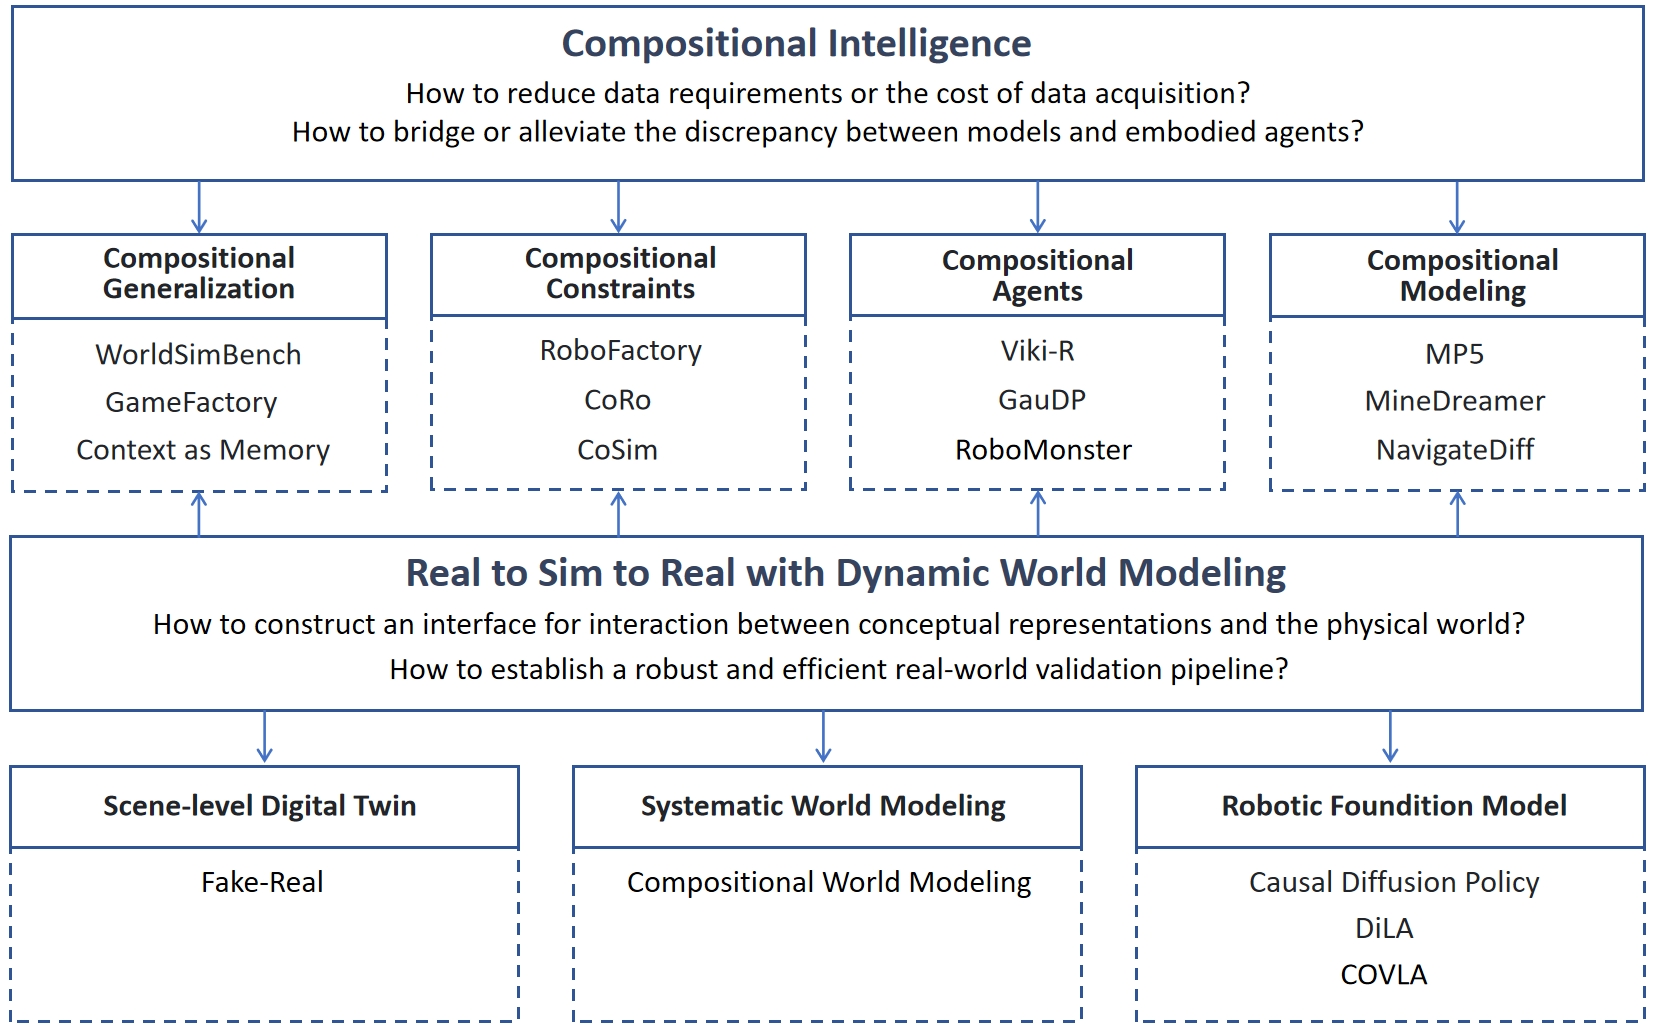 Compositional Intelligence
How to reduce data requirements or the cost of data acquisition?
How to bridge or alleviate the discrepancy between models and embodied agents?
Compositional
Generalization
WorldSimBench
GameFactory
Context as Memory
Compositional
Constraints
RoboFactory
CoRo
CoSim
Compositional
Agents
Viki-R
GauDP
RoboMonster
Compositional
Modeling
MP5
MineDreamer
NavigateDiff
Real to Sim to Real with Dynamic World Modeling
How to construct an interface for interaction between conceptual representations and the physical world?
How to establish a robust and efficient real-world validation pipeline?
Scene-level Digital Twin
Fake-Real
Systematic World Modeling
Compositional World Modeling
Robotic Foundition Model
Causal Diffusion Policy
DiLA
COVLA